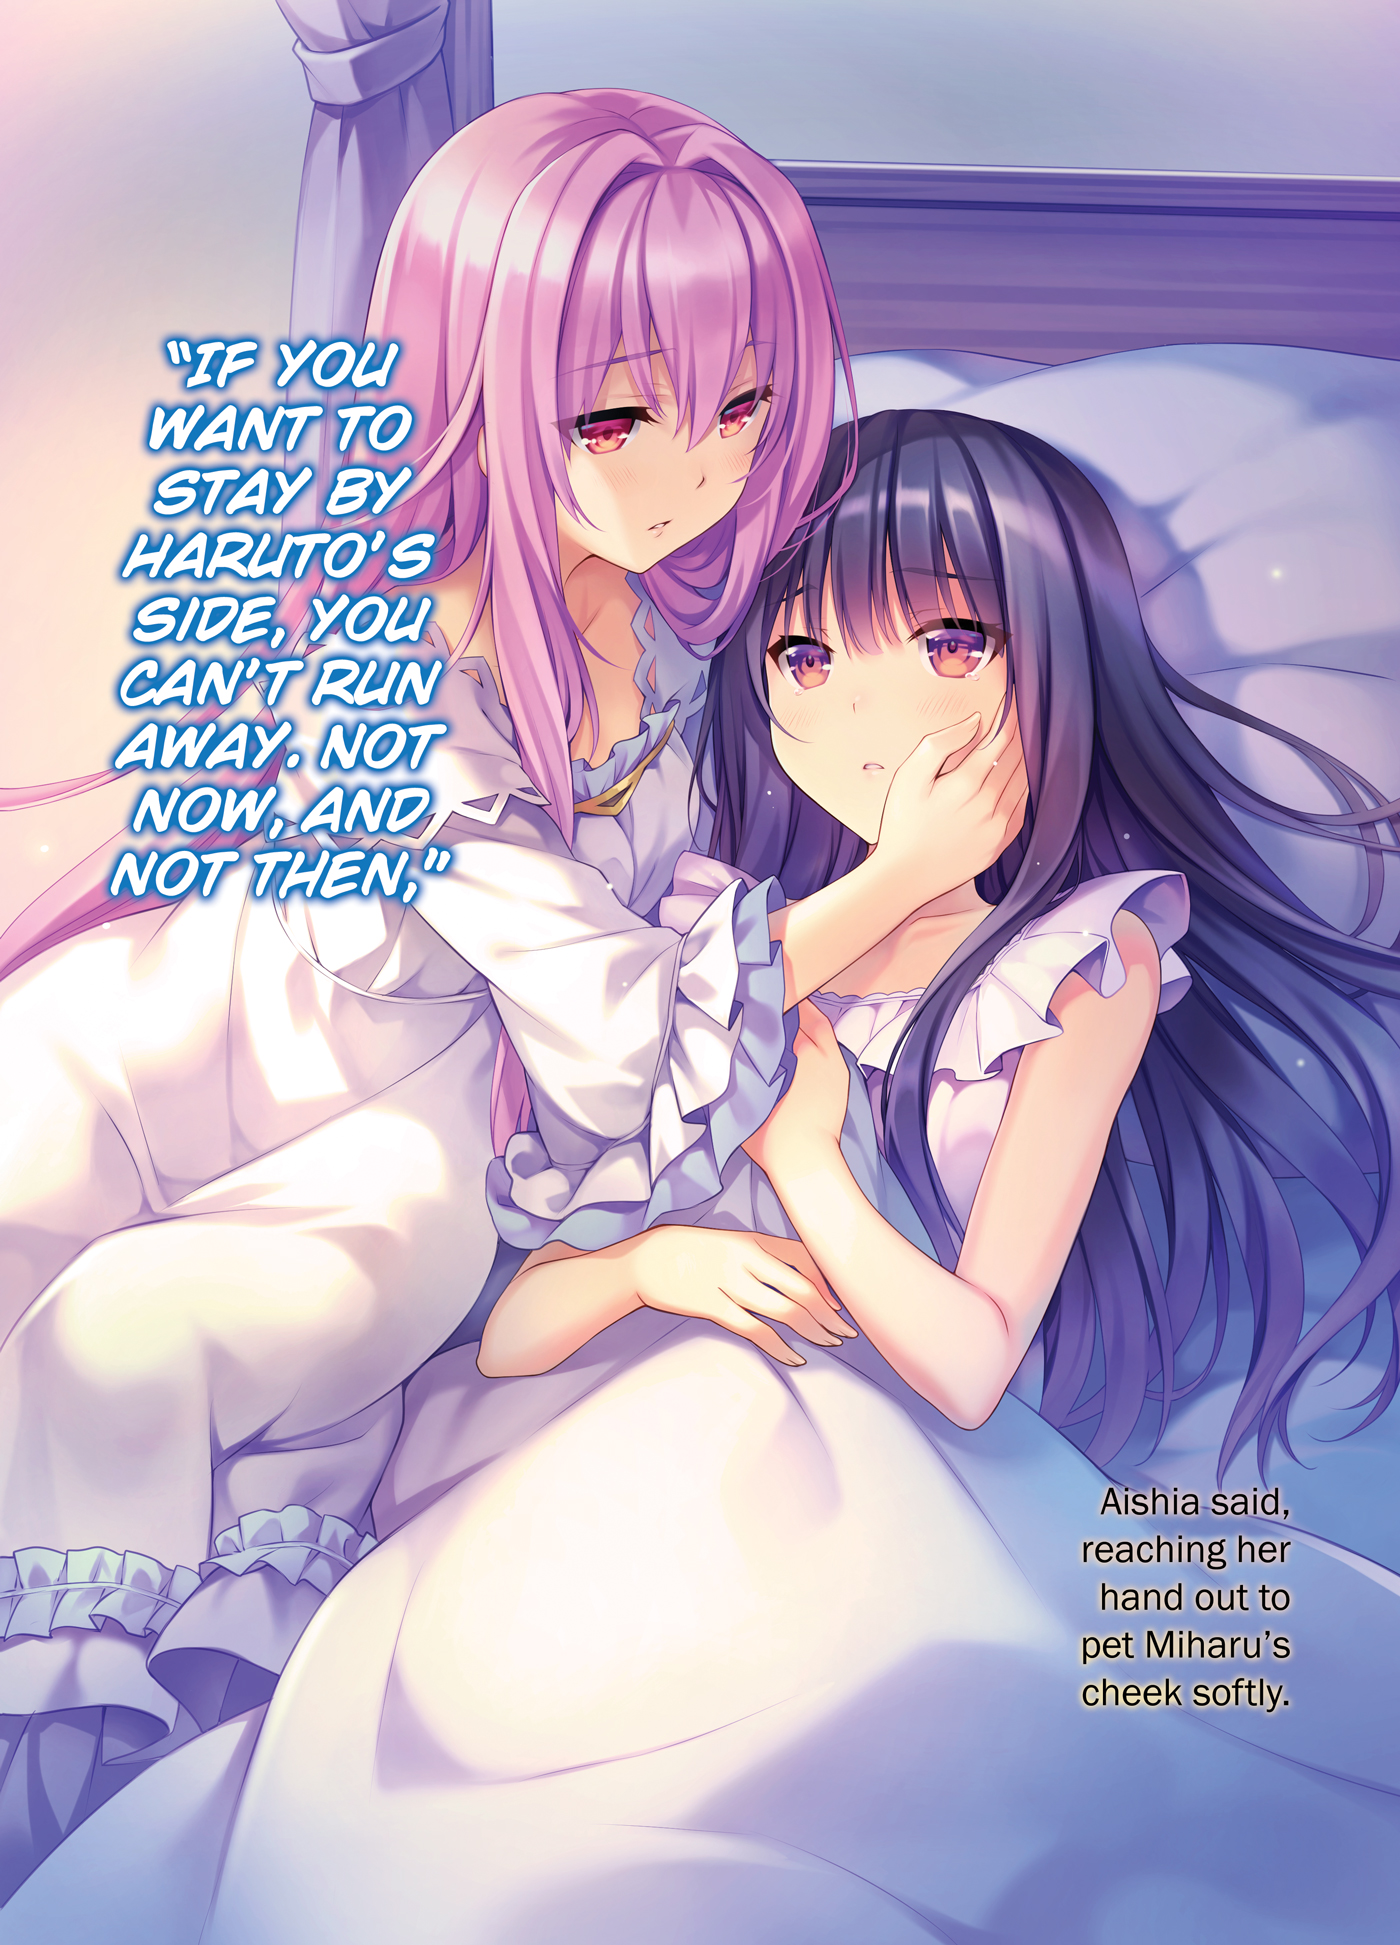 “IF YOU
WANT TO
STAY BY
HARUTO’S
SIDE, YOU
CAN’T RUN
AWAY. NOT
NOW, AND
NOT THEN,”
Aishia said,
reaching her
hand out to
pet Miharu’s
cheek softly.